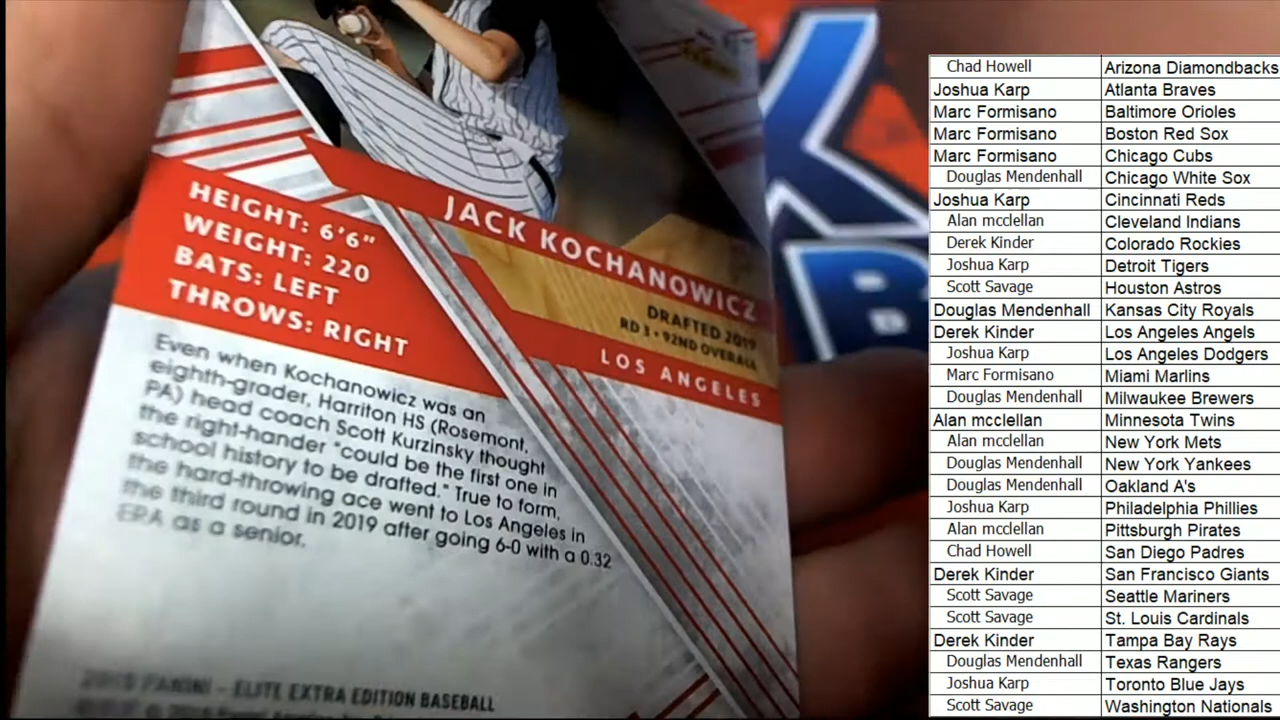 JACK KOCHANOWICZ
DRAFTED 2019
RD 3 • 92ND OVERALL
LOS ANGELES
HEIGHT: 6'6"
WEIGHT: 220
BATS: LEFT
THROWS: RIGHT
Even when Kochanowicz was an
eighth-grader, Harriton HS (Rosemont,
PA) head coach Scott Kurzinsky thought
the right-hander "could be the first one in
school history to be drafted." True to form,
the hard-throwing ace went to Los Angeles in
the third round in 2019 after going 6-0 with a 0.32
ERA as a senior.
2019 PANINI – ELITE EXTRA EDITION BASEBALL
K
B
Chad Howell Arizona Diamondbacks
Joshua Karp Atlanta Braves
Marc Formisano Baltimore Orioles
Marc Formisano Boston Red Sox
Marc Formisano Chicago Cubs
Douglas Mendenhall Chicago White Sox
Joshua Karp Cincinnati Reds
Alan mcclellan Cleveland Indians
Derek Kinder Colorado Rockies
Joshua Karp Detroit Tigers
Scott Savage Houston Astros
Douglas Mendenhall Kansas City Royals
Derek Kinder Los Angeles Angels
Joshua Karp Los Angeles Dodgers
Marc Formisano Miami Marlins
Douglas Mendenhall Milwaukee Brewers
Alan mcclellan Minnesota Twins
Alan mcclellan New York Mets
Douglas Mendenhall New York Yankees
Douglas Mendenhall Oakland A's
Joshua Karp Philadelphia Phillies
Alan mcclellan Pittsburgh Pirates
Chad Howell San Diego Padres
Derek Kinder San Francisco Giants
Scott Savage Seattle Mariners
Scott Savage St. Louis Cardinals
Derek Kinder Tampa Bay Rays
Douglas Mendenhall Texas Rangers
Joshua Karp Toronto Blue Jays
Scott Savage Washington Nationals